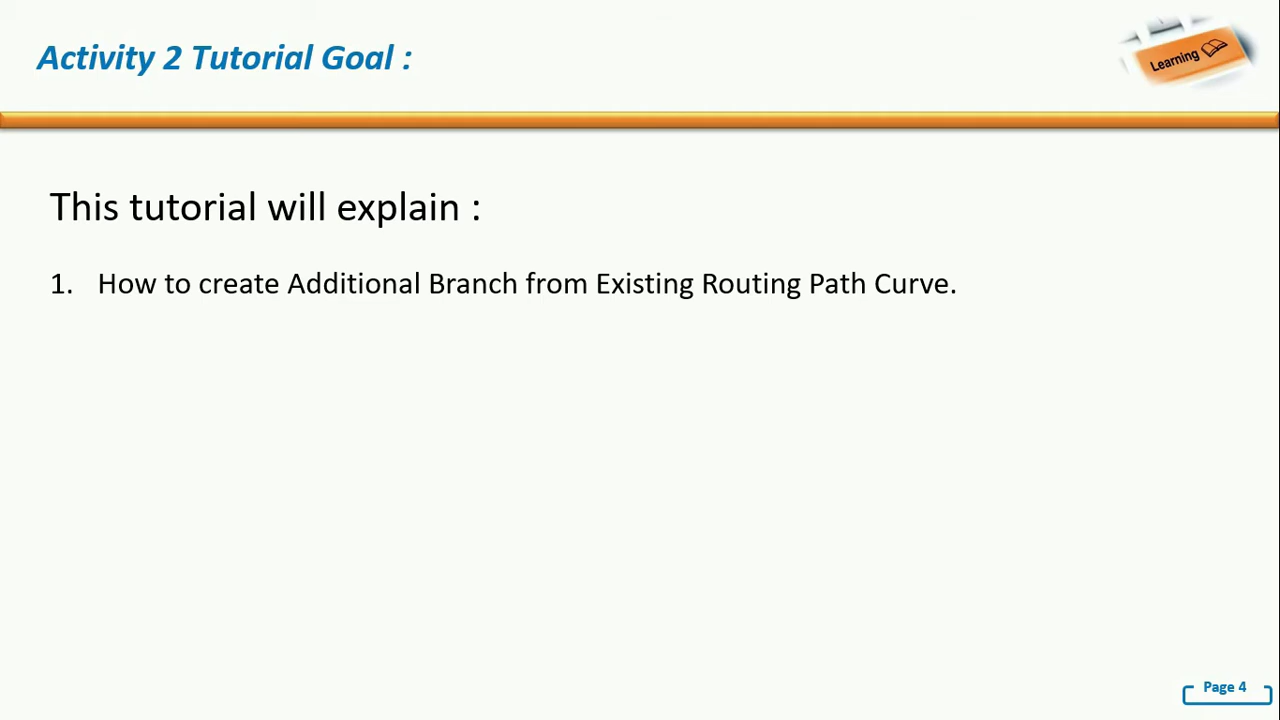 Activity 2 Tutorial Goal :
Learning
This tutorial will explain :
1. How to create Additional Branch from Existing Routing Path Curve.
Page 4